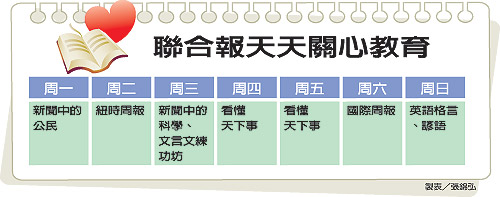 聯合報天天關心教育
周一 周二 周三 周四 周五 周六 周日
新聞中的 紐時周報 新聞中的 看懂 看懂 國際周報 英語格言
公民 科學、 天下事 天下事 、諺語
文言文練
功坊
製表／張錦弘